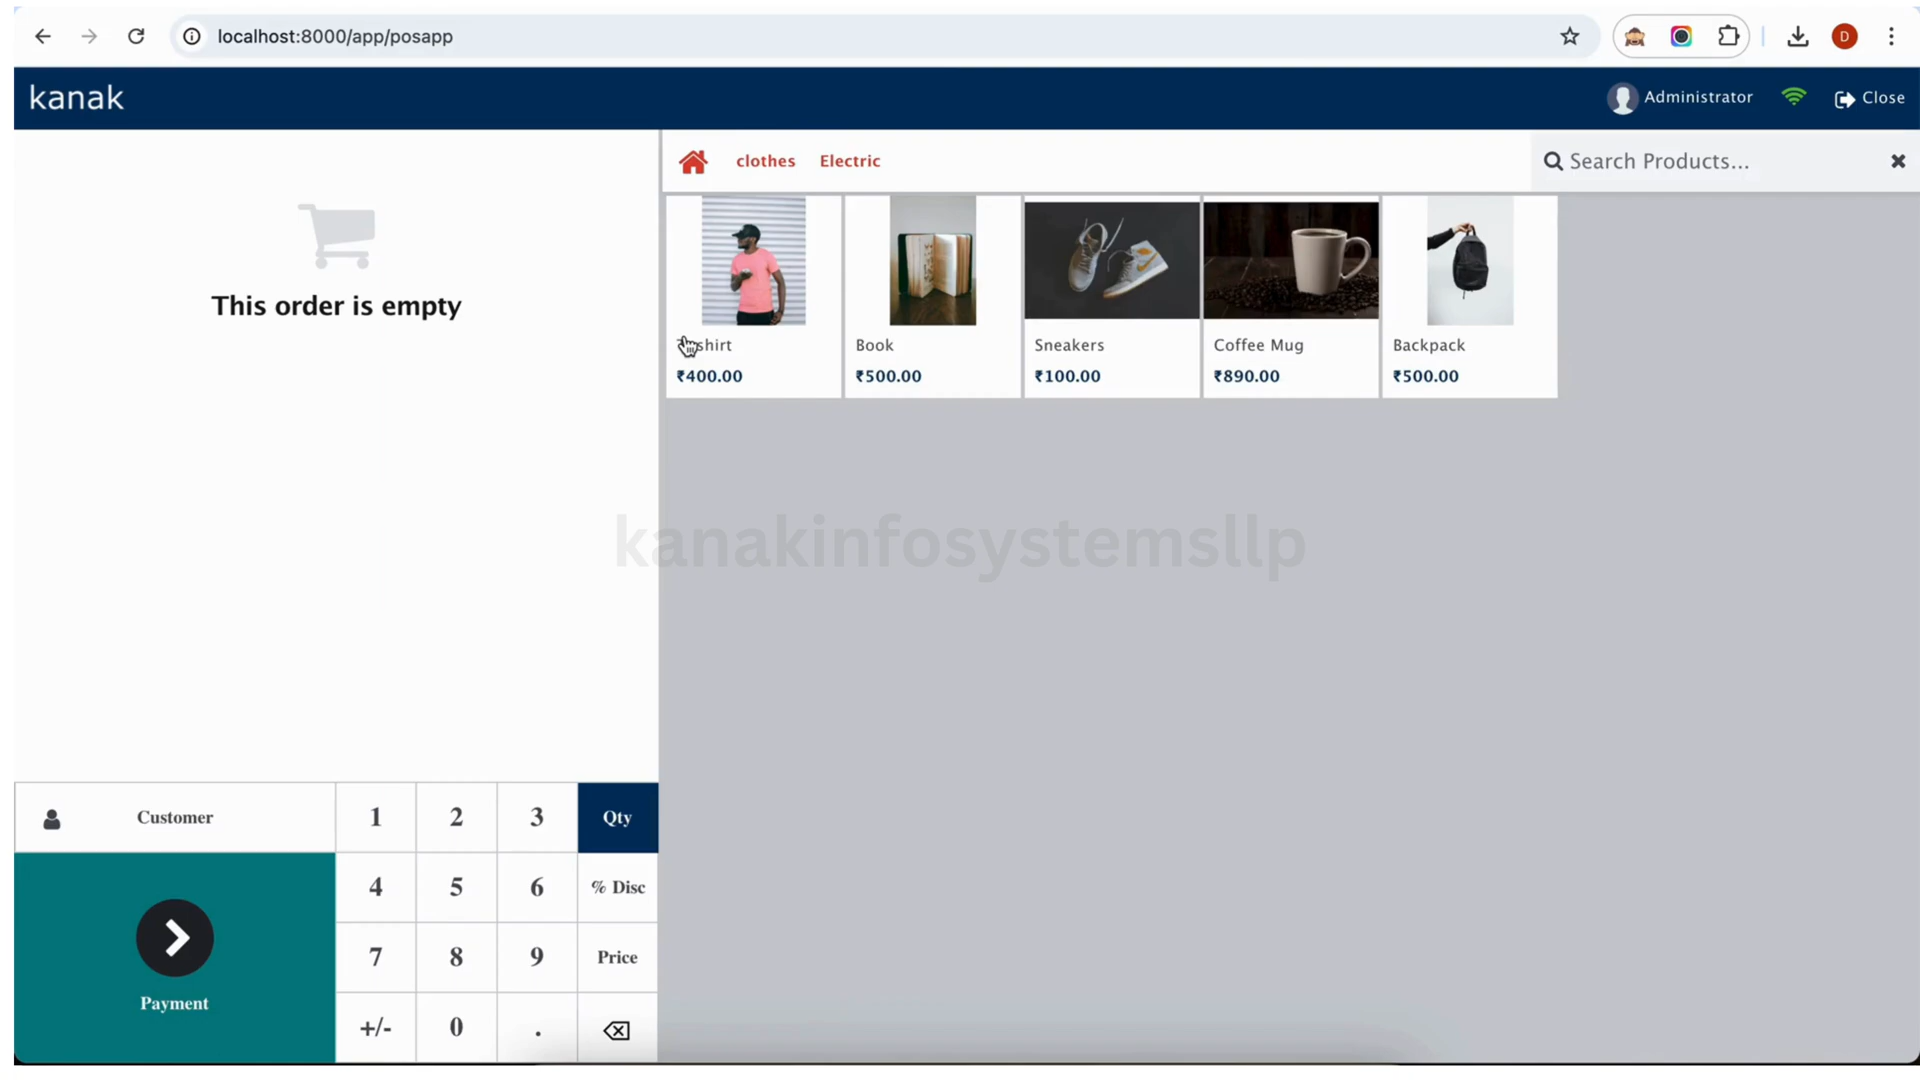 localhost:8000/app/posapp
D
kanak
Administrator
Close
clothes
Electric
Search Products...
This order is empty
shirt
₹400.00
Book
₹500.00
Sneakers
₹100.00
Coffee Mug
₹890.00
Backpack
₹500.00
kanakinfosystemsllp
Customer
1
2
3
Qty
4
5
6
% Disc
Payment
7
8
9
Price
+/-
0
.